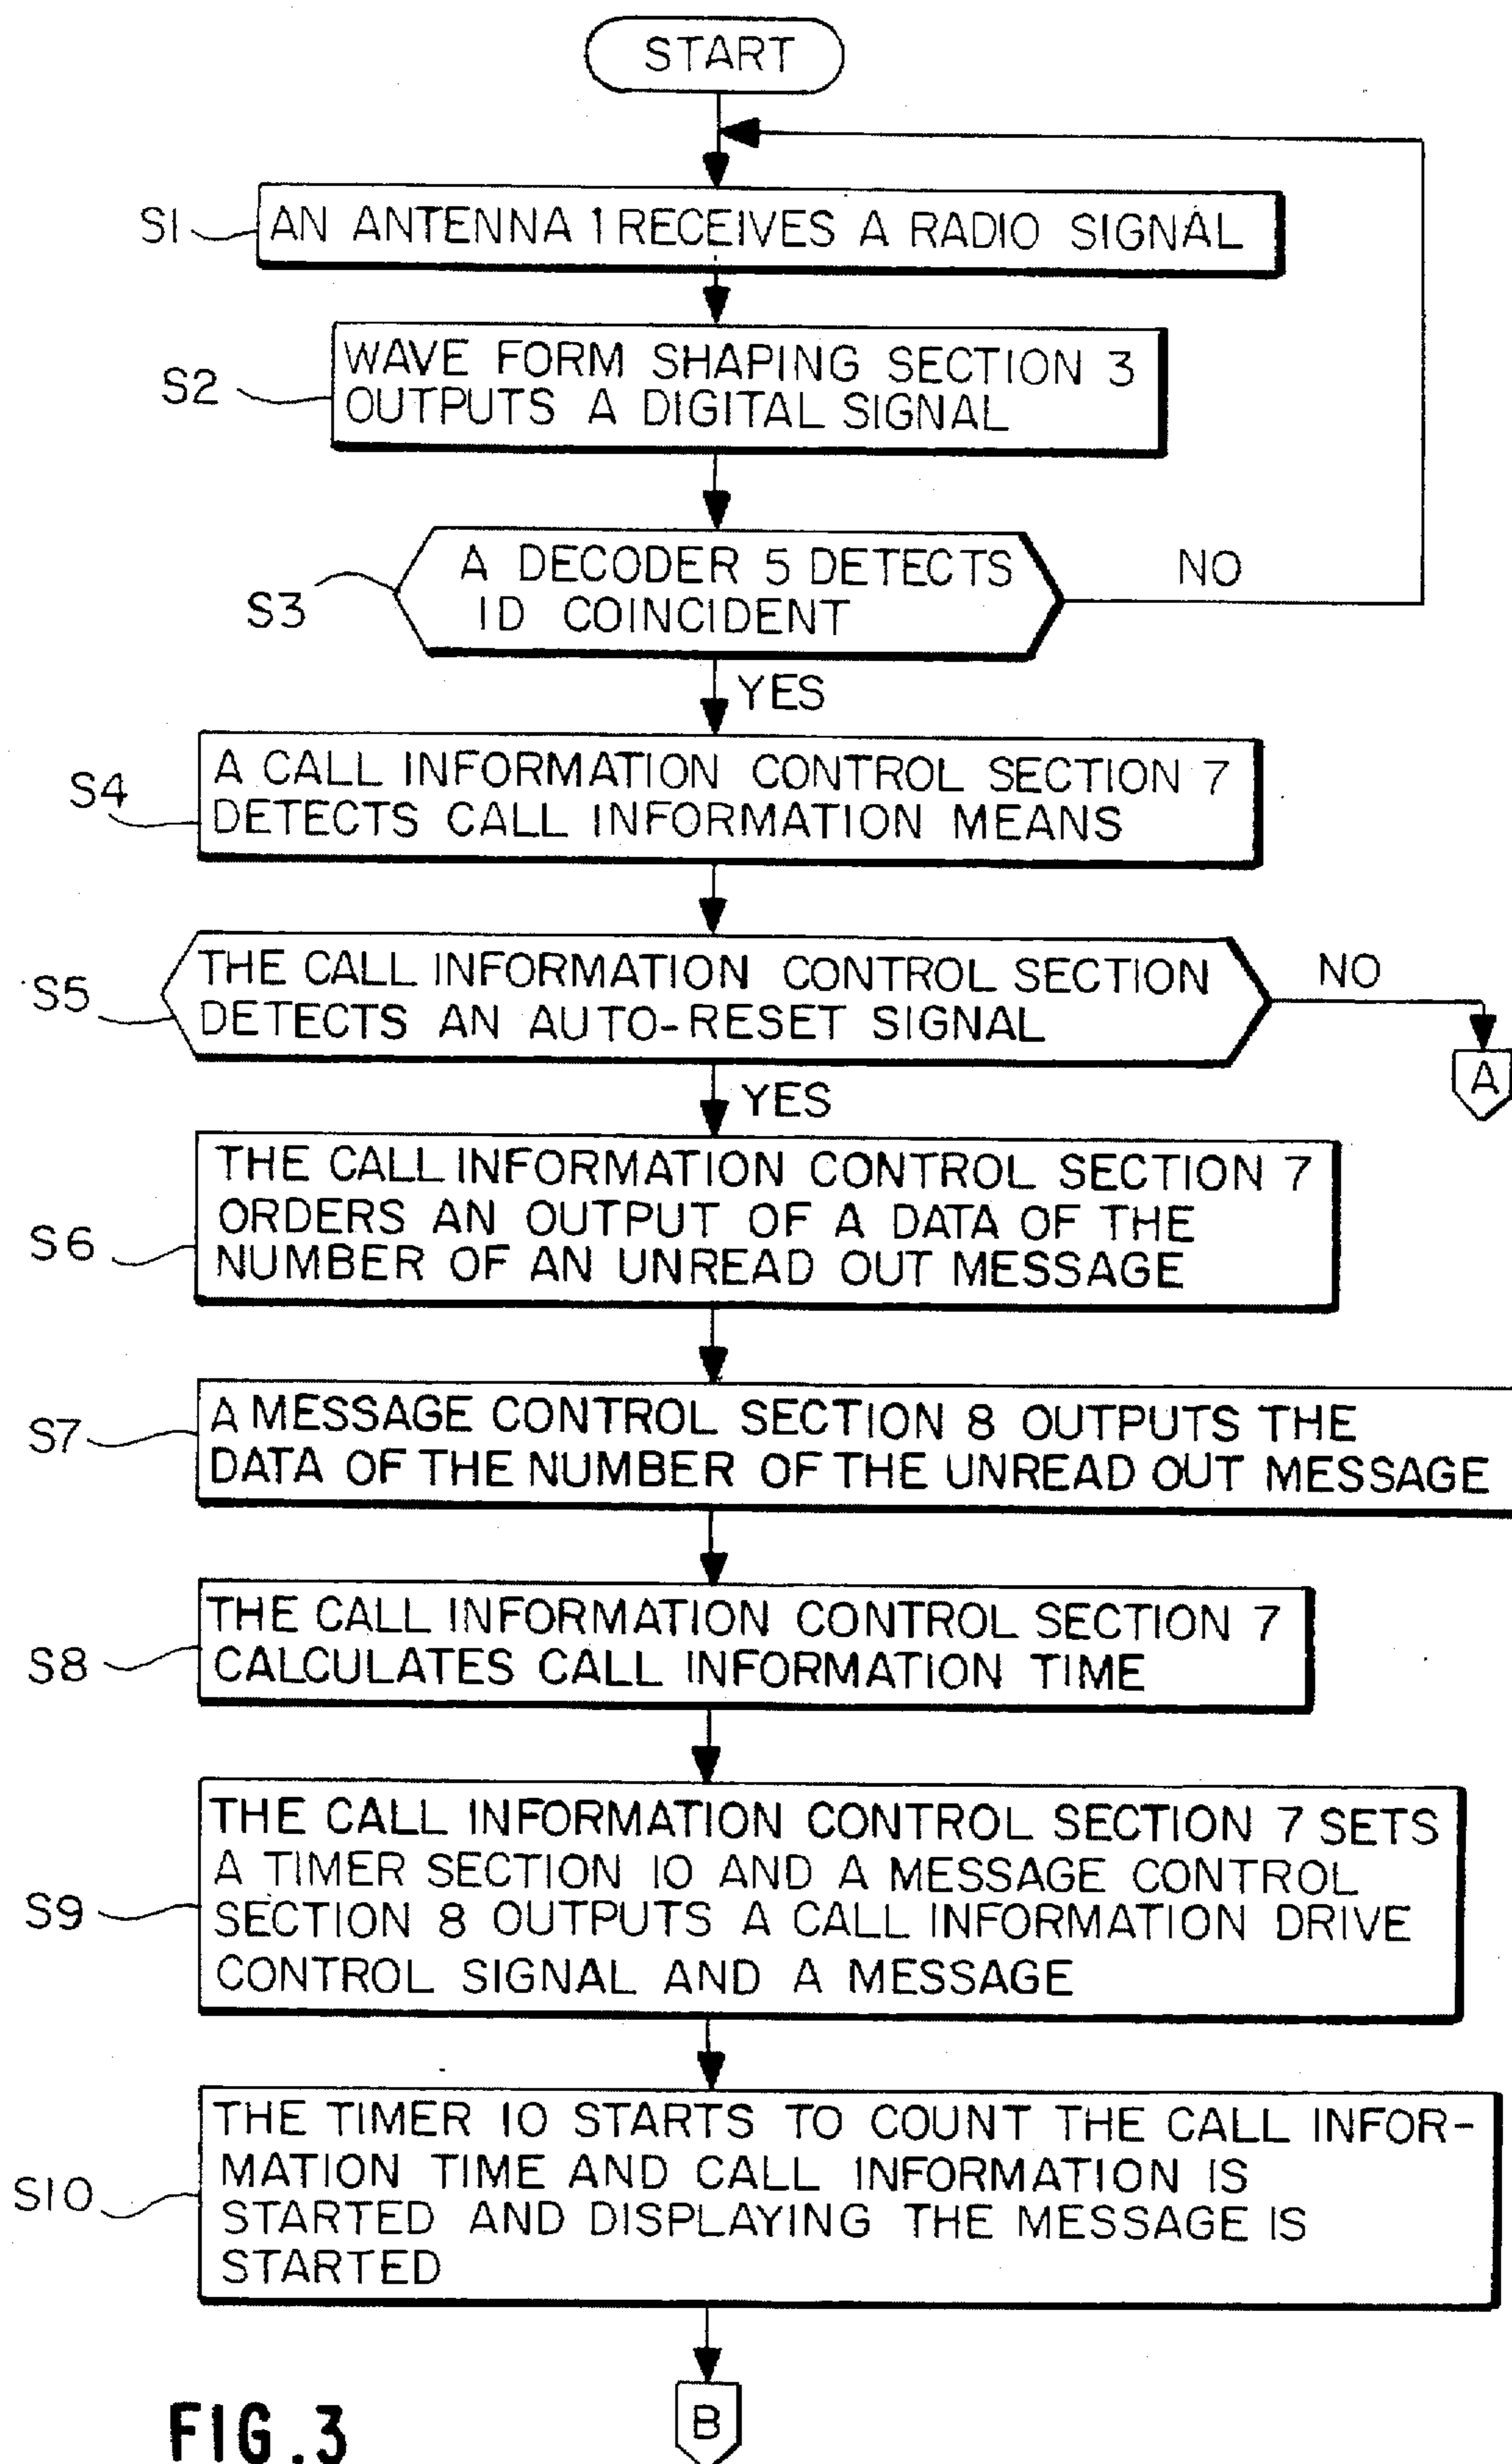 START
S1
AN ANTENNA 1 RECEIVES A RADIO SIGNAL
S2
WAVE FORM SHAPING SECTION 3
OUTPUTS A DIGITAL SIGNAL
S3
A DECODER 5 DETECTS
ID COINCIDENT
NO
YES
S4
A CALL INFORMATION CONTROL SECTION 7
DETECTS CALL INFORMATION MEANS
S5
THE CALL INFORMATION CONTROL SECTION
DETECTS AN AUTO-RESET SIGNAL
NO
A
YES
S6
THE CALL INFORMATION CONTROL SECTION 7
ORDERS AN OUTPUT OF A DATA OF THE
NUMBER OF AN UNREAD OUT MESSAGE
S7
A MESSAGE CONTROL SECTION 8 OUTPUTS THE
DATA OF THE NUMBER OF THE UNREAD OUT MESSAGE
S8
THE CALL INFORMATION CONTROL SECTION 7
CALCULATES CALL INFORMATION TIME
S9
THE CALL INFORMATION CONTROL SECTION 7 SETS
A TIMER SECTION 10 AND A MESSAGE CONTROL
SECTION 8 OUTPUTS A CALL INFORMATION DRIVE
CONTROL SIGNAL AND A MESSAGE
S10
THE TIMER 10 STARTS TO COUNT THE CALL INFOR-
MATION TIME AND CALL INFORMATION IS
STARTED AND DISPLAYING THE MESSAGE IS
STARTED
B
FIG.3